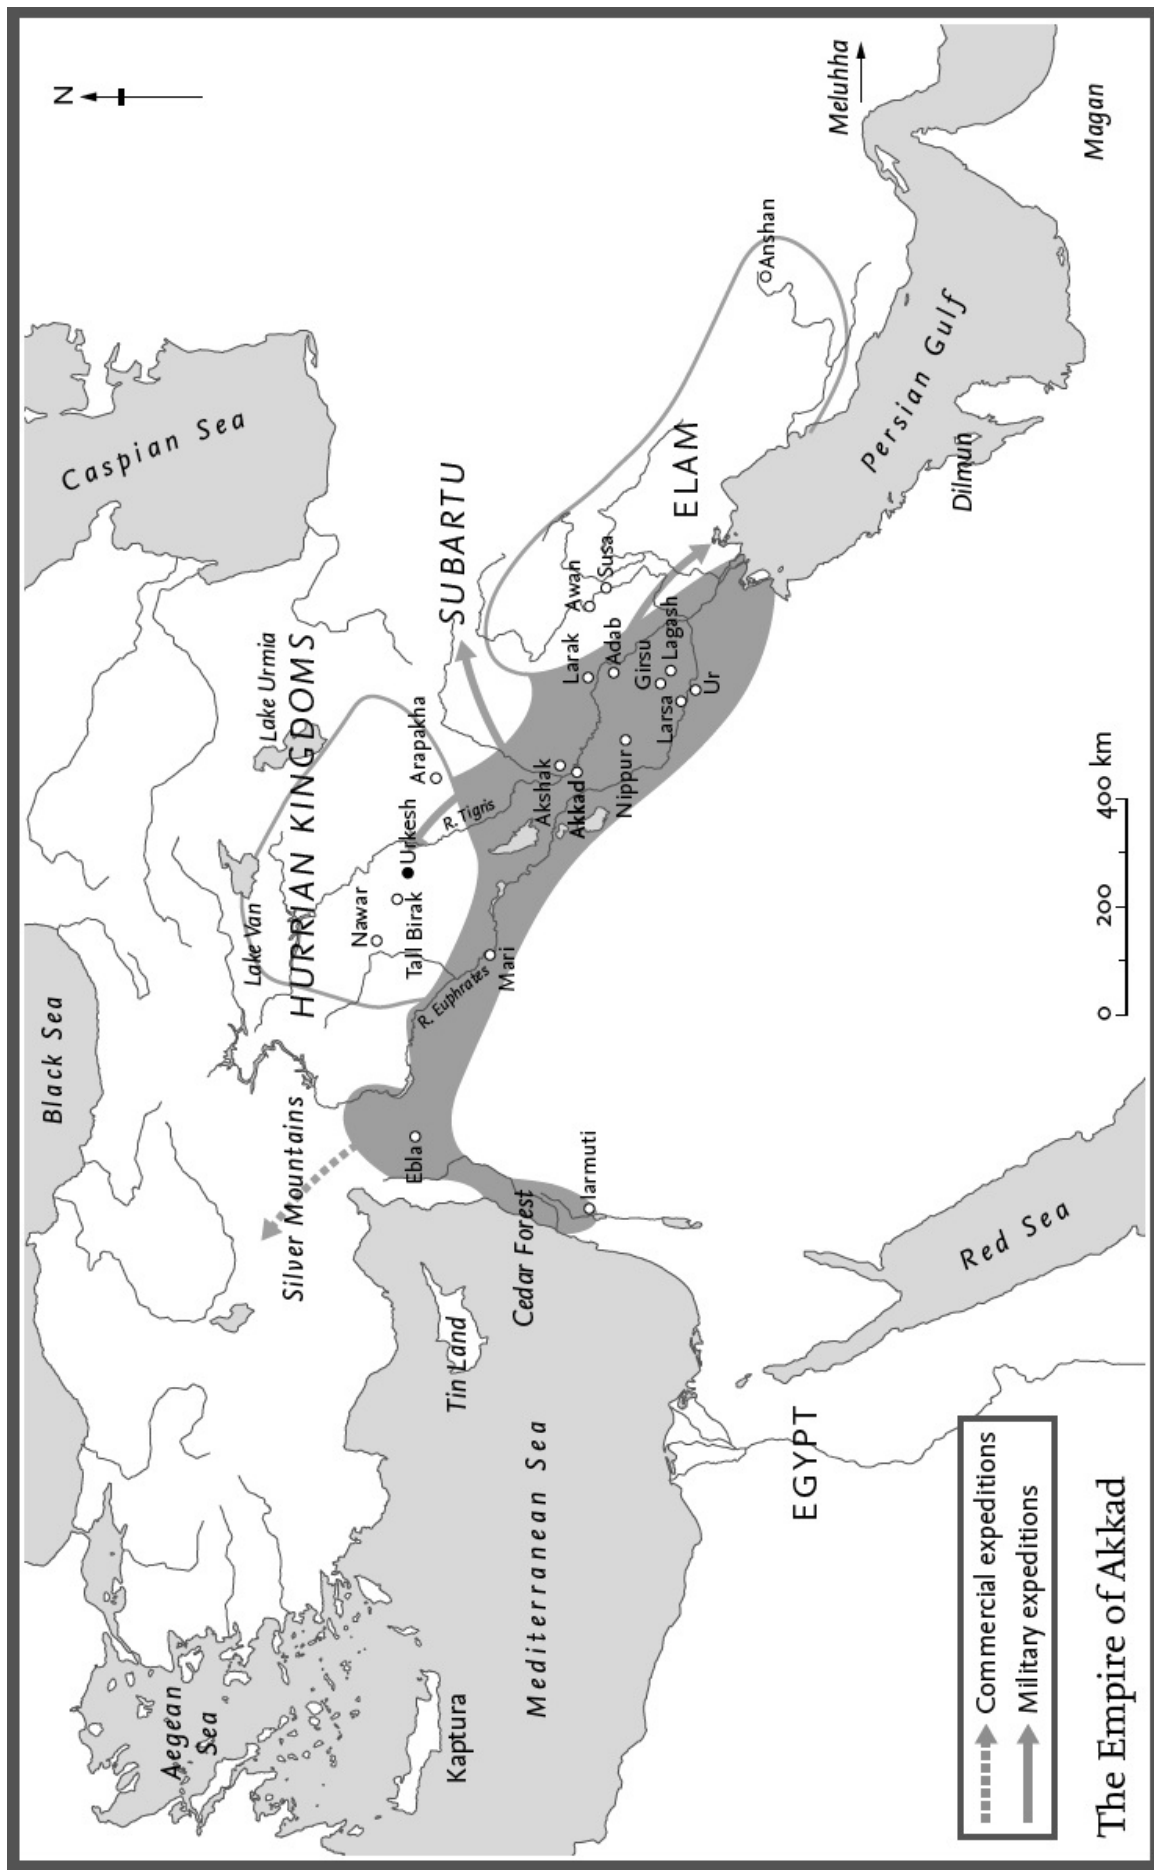 N
Caspian Sea
Black Sea
Aegean
Sea
Lake Van
Lake Urmia
HURRIAN KINGDOMS
Silver Mountains
Nawar
Tall Birak
Urkesh
Arapakha
SUBARTU
Kaptura
Tin Land
Ebla
R. Euphrates
R. Tigris
Mari
Cedar Forest
Iarmuti
Mediterranean Sea
Akshak
Akkad
Nippur
Larak
Adab
Girsu
Lagash
Larsa
Ur
Awan
Susa
ELAM
Anshan
Meluhha
Magan
Persian Gulf
Dilmun
Red Sea
EGYPT
0 200 400 km
Commercial expeditions
Military expeditions
The Empire of Akkad